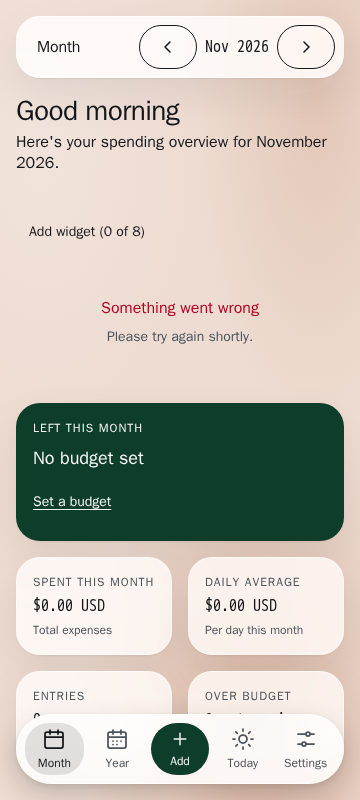 Month
Nov 2026
Good morning
Here's your spending overview for November
2026.
Add widget (0 of 8)
Something went wrong
Please try again shortly.
LEFT THIS MONTH
No budget set
Set a budget
SPENT THIS MONTH
$0.00 USD
Total expenses
DAILY AVERAGE
$0.00 USD
Per day this month
ENTRIES
OVER BUDGET
Month
Year
Add
Today
Settings